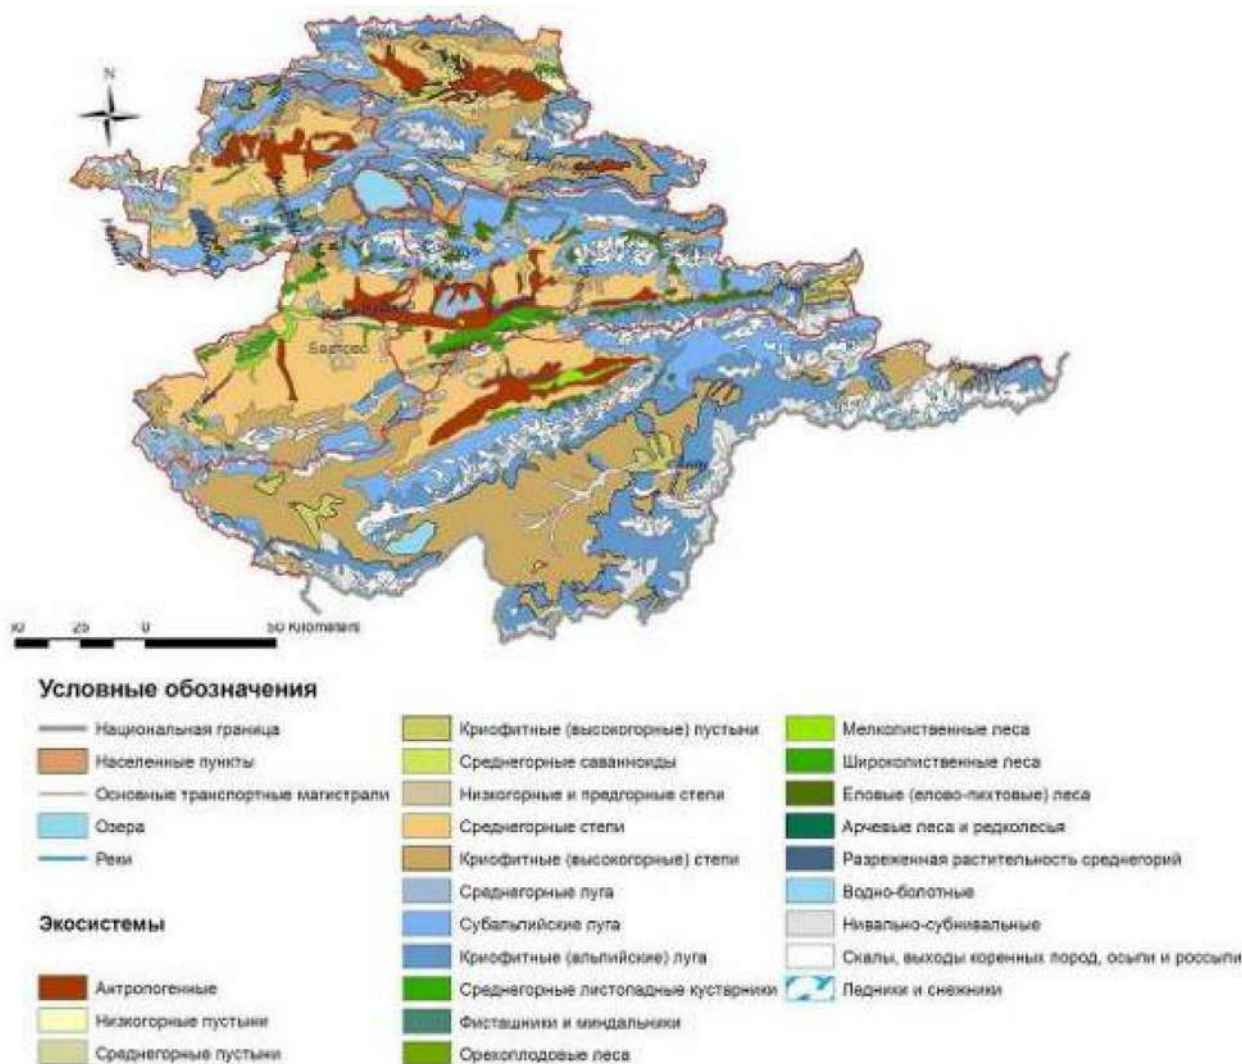 N
25 0 50 Kilometers
Условные обозначения
Национальная граница
Населенные пункты
Основные транспортные магистрали
Озера
Реки
Экосистемы
Антропогенные
Низкогорные пустыни
Среднегорные пустыни
Криофитные (высокогорные) пустыни
Среднегорные саванноиды
Низкогорные и предгорные степи
Среднегорные степи
Криофитные (высокогорные) степи
Среднегорные луга
Субальпийские луга
Криофитные (альпийские) луга
Среднегорные листопадные кустарники
Фисташники и миндальники
Орехоплодовые леса
Мелколиственные леса
Широколиственные леса
Еловые (елово-пихтовые) леса
Арчевые леса и редколесья
Разреженная растительность среднегорий
Водно-болотные
Нивально-субнивальные
Скалы, выходы коренных пород, осыпи и россыпи
Ледники и снежники